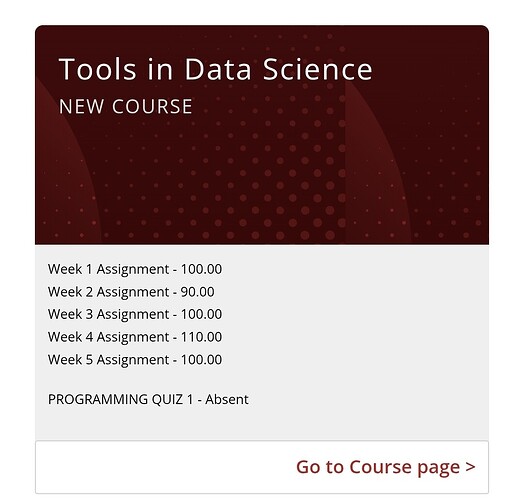 Tools in Data Science
NEW COURSE
Week 1 Assignment - 100.00
Week 2 Assignment - 90.00
Week 3 Assignment - 100.00
Week 4 Assignment - 110.00
Week 5 Assignment - 100.00
PROGRAMMING QUIZ 1 - Absent
Go to Course page >